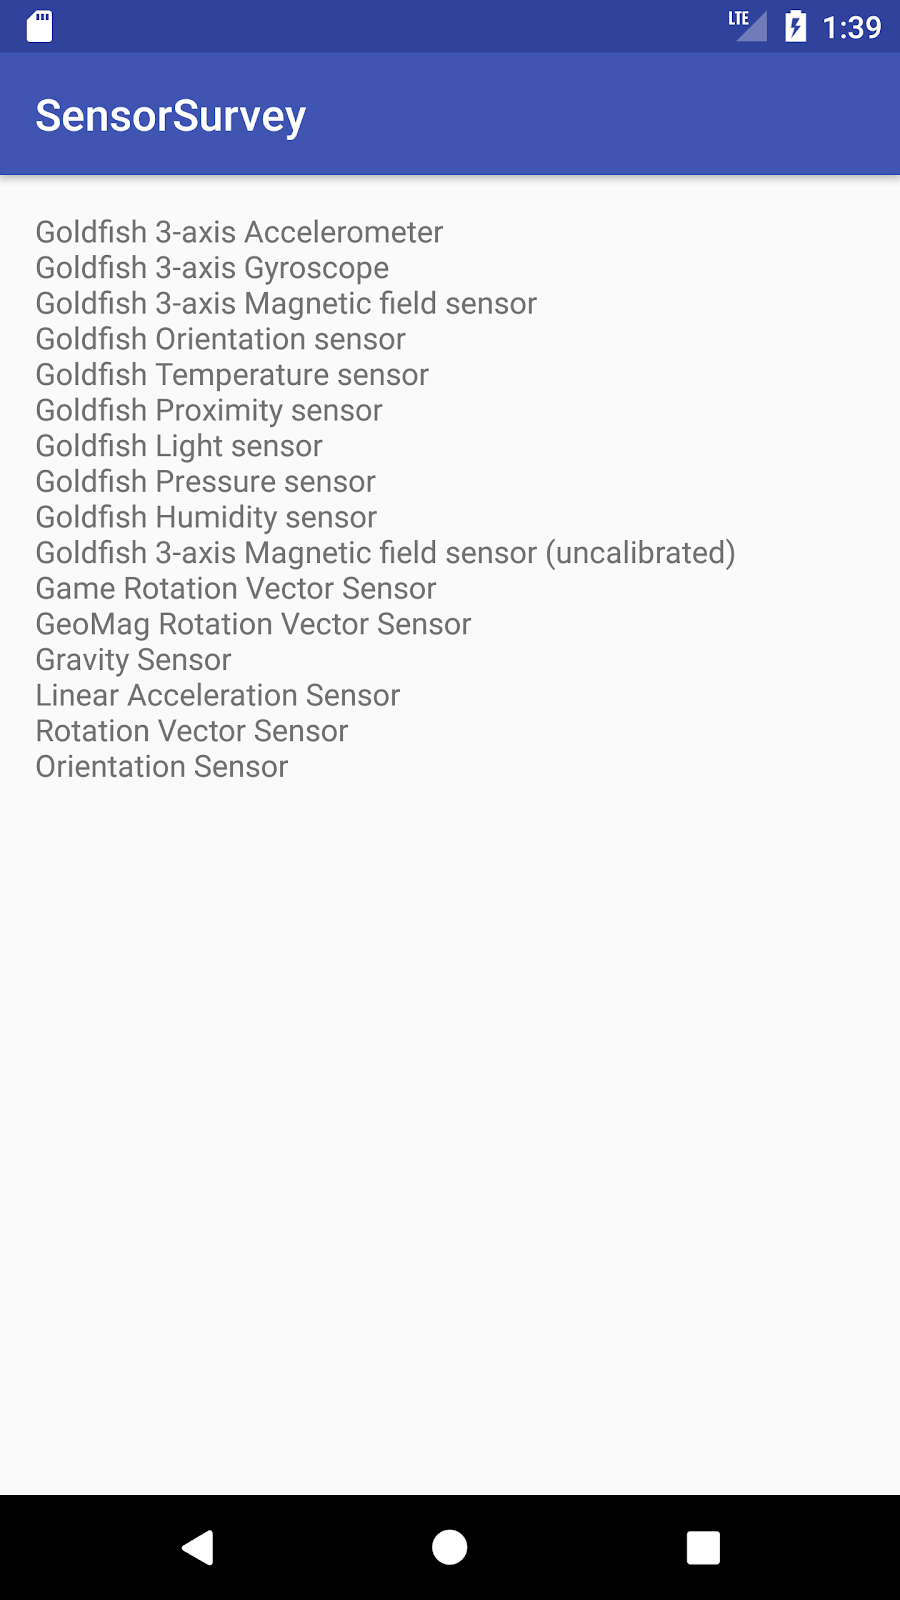 LTE 1:39
SensorSurvey
Goldfish 3-axis Accelerometer
Goldfish 3-axis Gyroscope
Goldfish 3-axis Magnetic field sensor
Goldfish Orientation sensor
Goldfish Temperature sensor
Goldfish Proximity sensor
Goldfish Light sensor
Goldfish Pressure sensor
Goldfish Humidity sensor
Goldfish 3-axis Magnetic field sensor (uncalibrated)
Game Rotation Vector Sensor
GeoMag Rotation Vector Sensor
Gravity Sensor
Linear Acceleration Sensor
Rotation Vector Sensor
Orientation Sensor